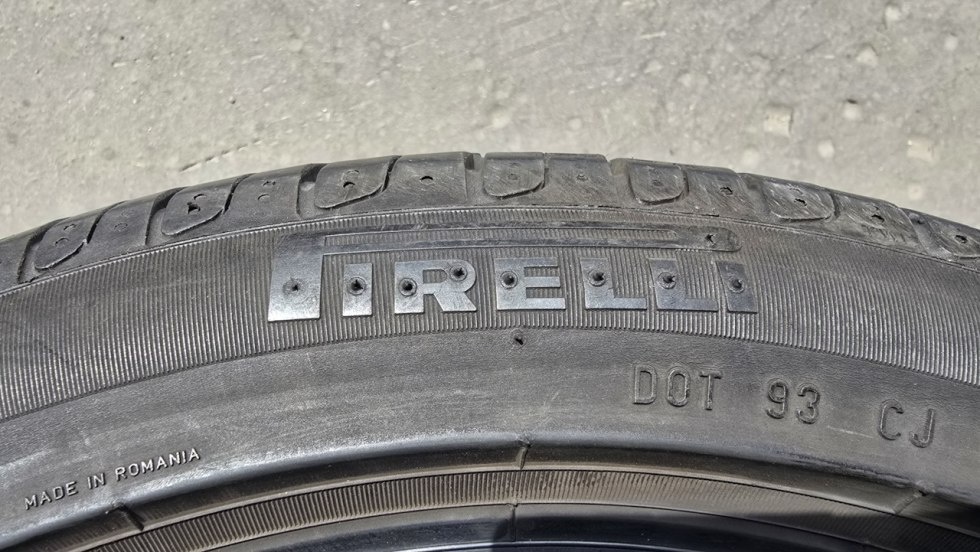 PIRELLI
DOT 93 CJ
MADE IN ROMANIA